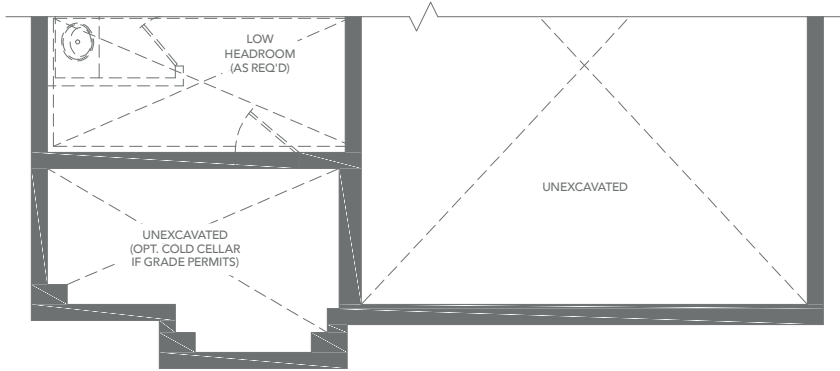 LOW
HEADROOM
(AS REQ'D)
UNEXCAVATED
UNEXCAVATED
(OPT. COLD CELLAR
IF GRADE PERMITS)